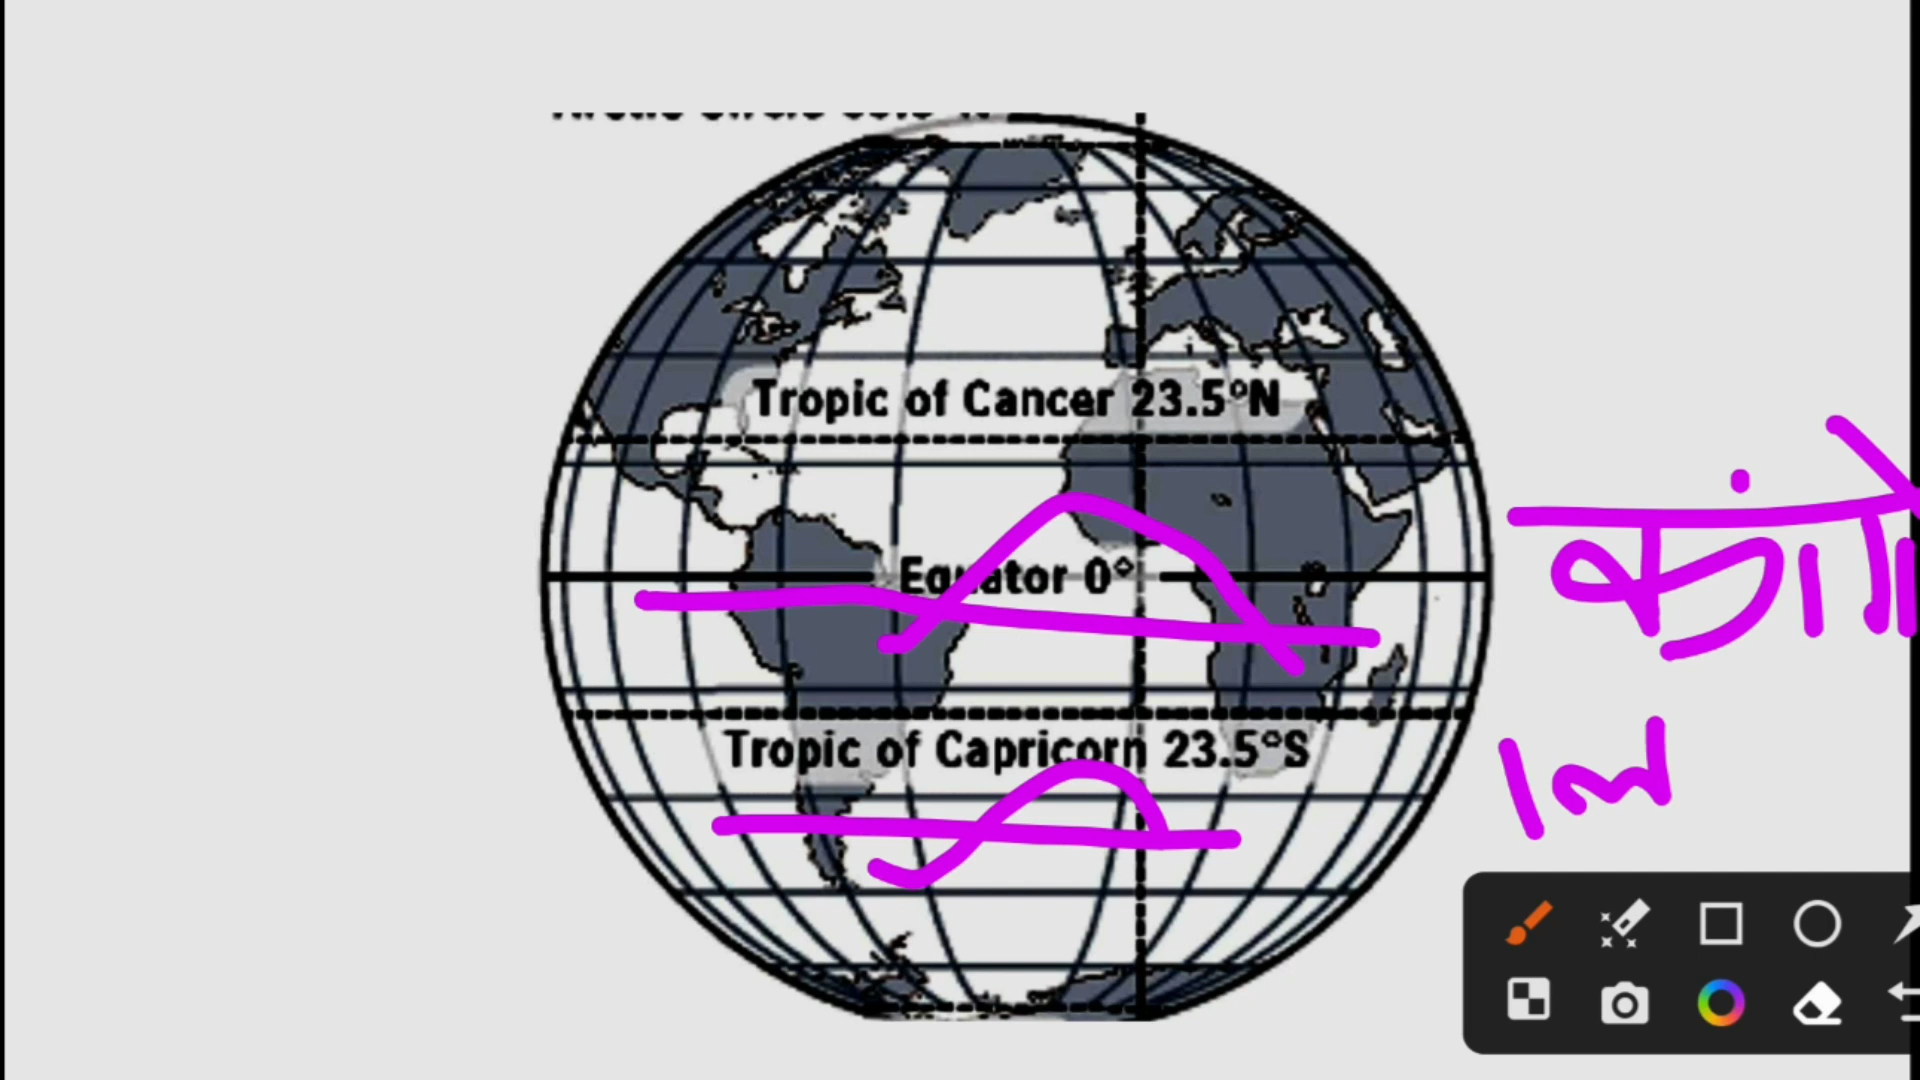 Tropic of Cancer 23.5°N
Equator 0°
Tropic of Capricorn 23.5°S
कांगो